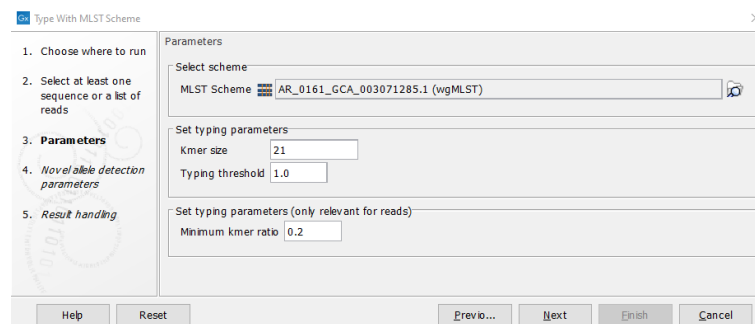 Gx Type With MLST Scheme
1. Choose where to run
2. Select at least one
sequence or a list of
reads
3. Parameters
4. Novel allele detection
parameters
5. Result handling
Parameters
Select scheme
MLST Scheme AR_0161_GCA_003071285.1 (wgMLST)
Set typing parameters
Kmer size 21
Typing threshold 1.0
Set typing parameters (only relevant for reads)
Minimum kmer ratio 0.2
Help Reset Previo... Next Finish Cancel